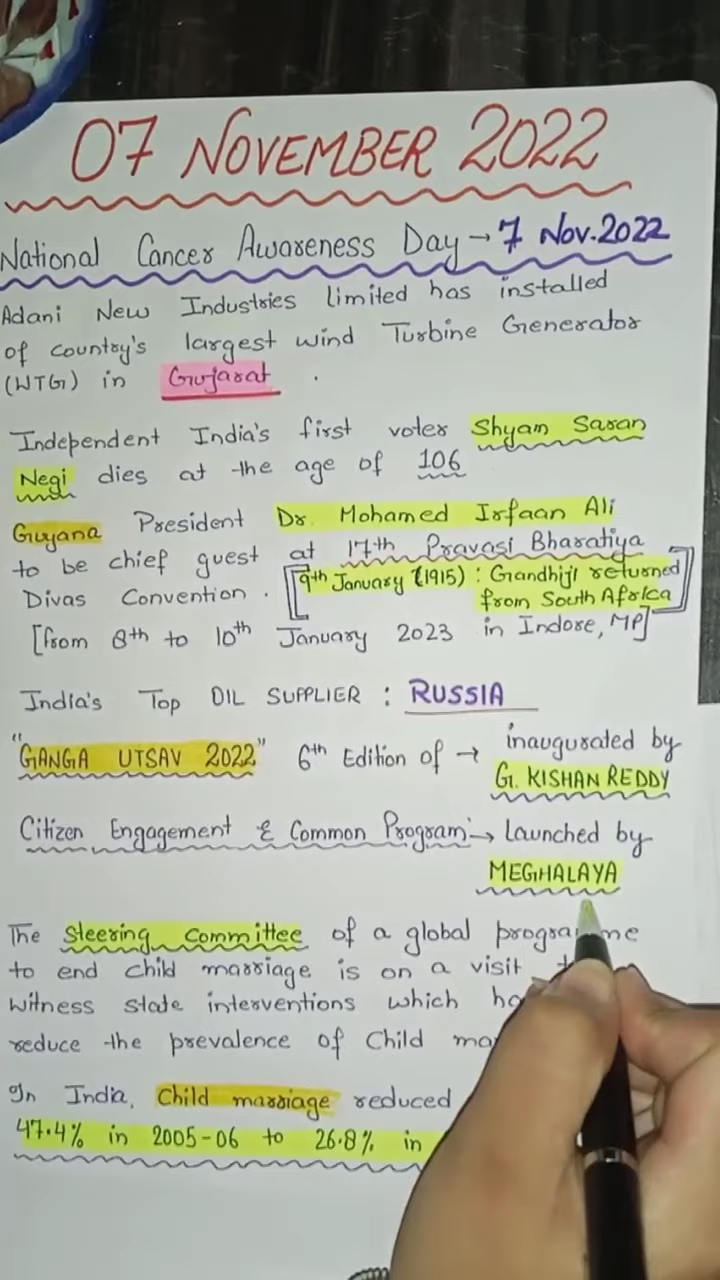 07 NOVEMBER 2022
National Cancer Awareness Day → 7 Nov.2022
Adani New Industries limited has installed
of country's largest wind Turbine Generator
(WTG) in Gujarat .
Independent India's first voter Shyam Saran
Negi dies at the age of 106
Guyana President Dr. Mohamed Irfaan Ali
to be chief guest at 17th Pravasi Bharatiya
Divas Convention . [9th January (1915) : Gandhiji returned
from South Africa]
[from 8th to 10th January 2023 in Indore, MP]
India's Top OIL SUPPLIER : RUSSIA
"GANGA UTSAV 2022" 6th Edition of → inaugurated by
G. KISHAN REDDY
Citizen Engagement & Common Program → Launched by
MEGHALAYA
The Steering Committee of a global programme
to end child marriage is on a visit
witness state interventions which
reduce the prevalence of Child
In India, Child marriage reduced
47.4% in 2005-06 to 26.8% in